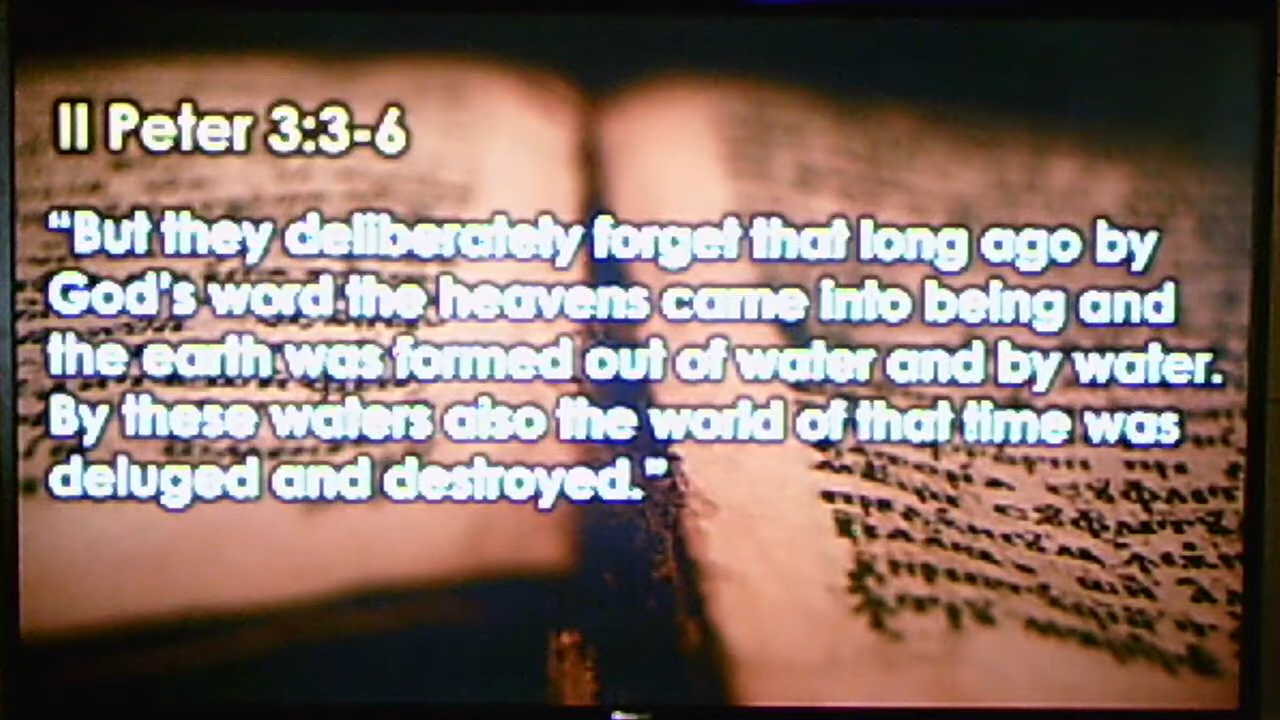 II Peter 3:3-6
“But they deliberately forget that long ago by
God's word the heavens came into being and
the earth was formed out of water and by water.
By these waters also the world of that time was
deluged and destroyed.”